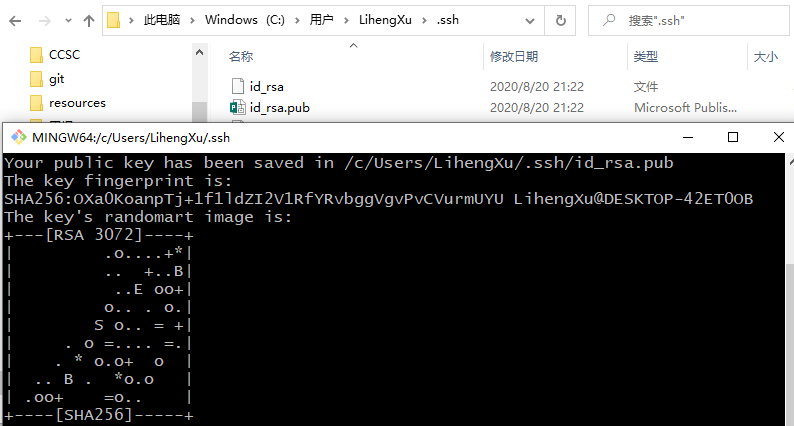 此电脑 > Windows (C:) > 用户 > LihengXu > .ssh
搜索".ssh"
CCSC
git
resources
名称 修改日期 类型 大小
id_rsa 2020/8/20 21:22 文件
id_rsa.pub 2020/8/20 21:22 Microsoft Publis...
MINGW64:/c/Users/LihengXu/.ssh
Your public key has been saved in /c/Users/LihengXu/.ssh/id_rsa.pub
The key fingerprint is:
SHA256:OXa0KoanpTj+1f1ldZI2V1RfYRvbggVgvPvCVurmUYU LihengXu@DESKTOP-42ET0OB
The key's randomart image is:
+---[RSA 3072]----+
|         .o....+*|
|         ..  +..B|
|          ..E oo+|
|         o.. . o.|
|        S o.. = +|
|     . o =.... =.|
|    . * o.o+  o  |
|  .. B .  *o.o   |
| .oo+    =o..    |
+----[SHA256]-----+